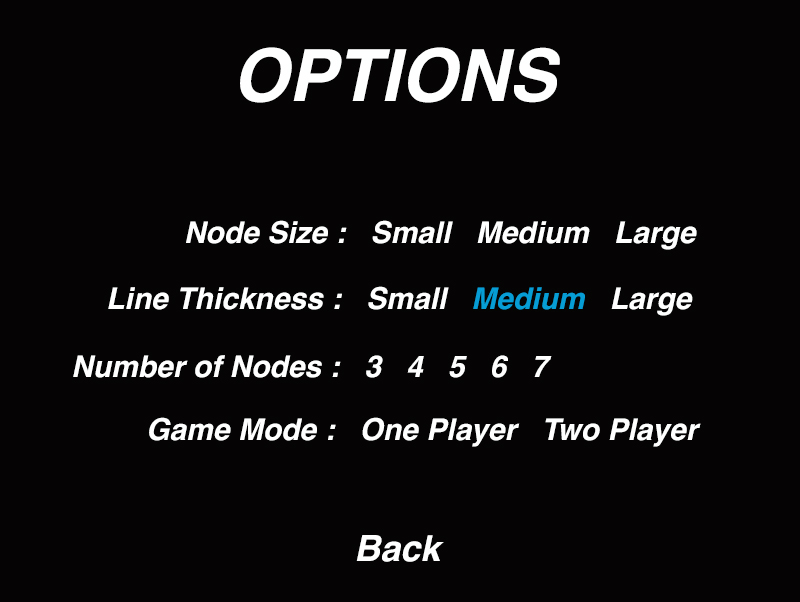 OPTIONS
Node Size : Small Medium Large
Line Thickness : Small Medium Large
Number of Nodes : 3 4 5 6 7
Game Mode : One Player Two Player
Back